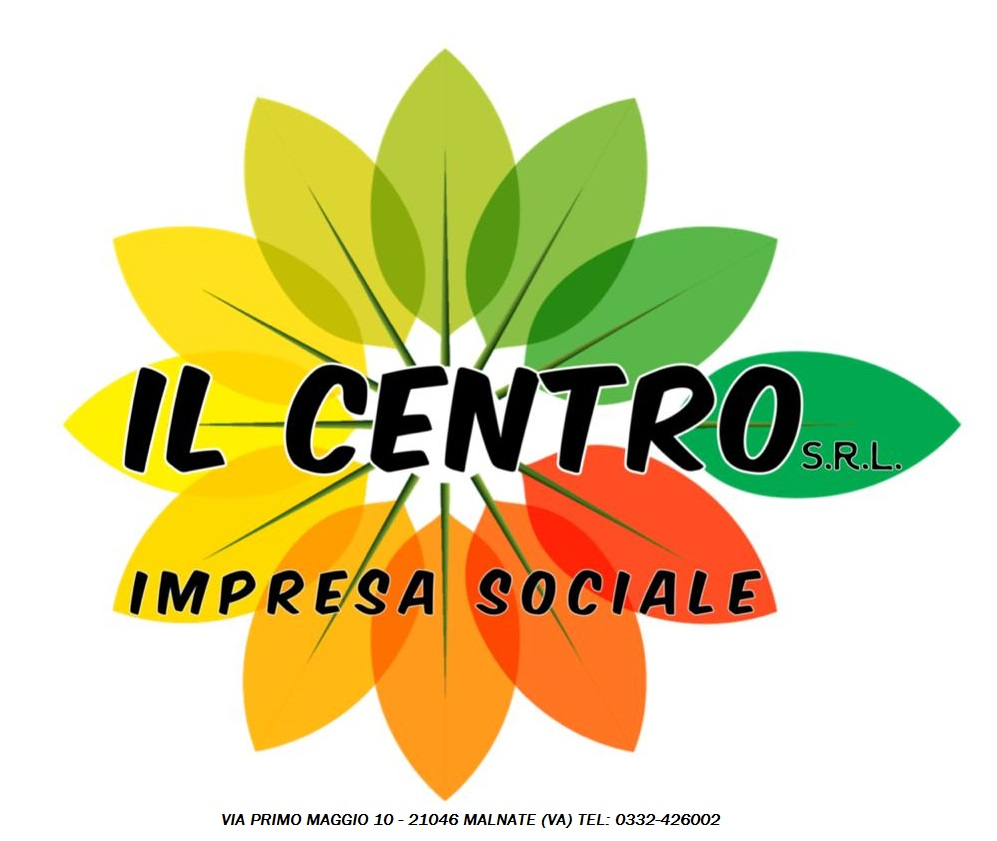 IL CENTRO S.R.L.
IMPRESA SOCIALE
VIA PRIMO MAGGIO 10 - 21046 MALNATE (VA) TEL: 0332-426002